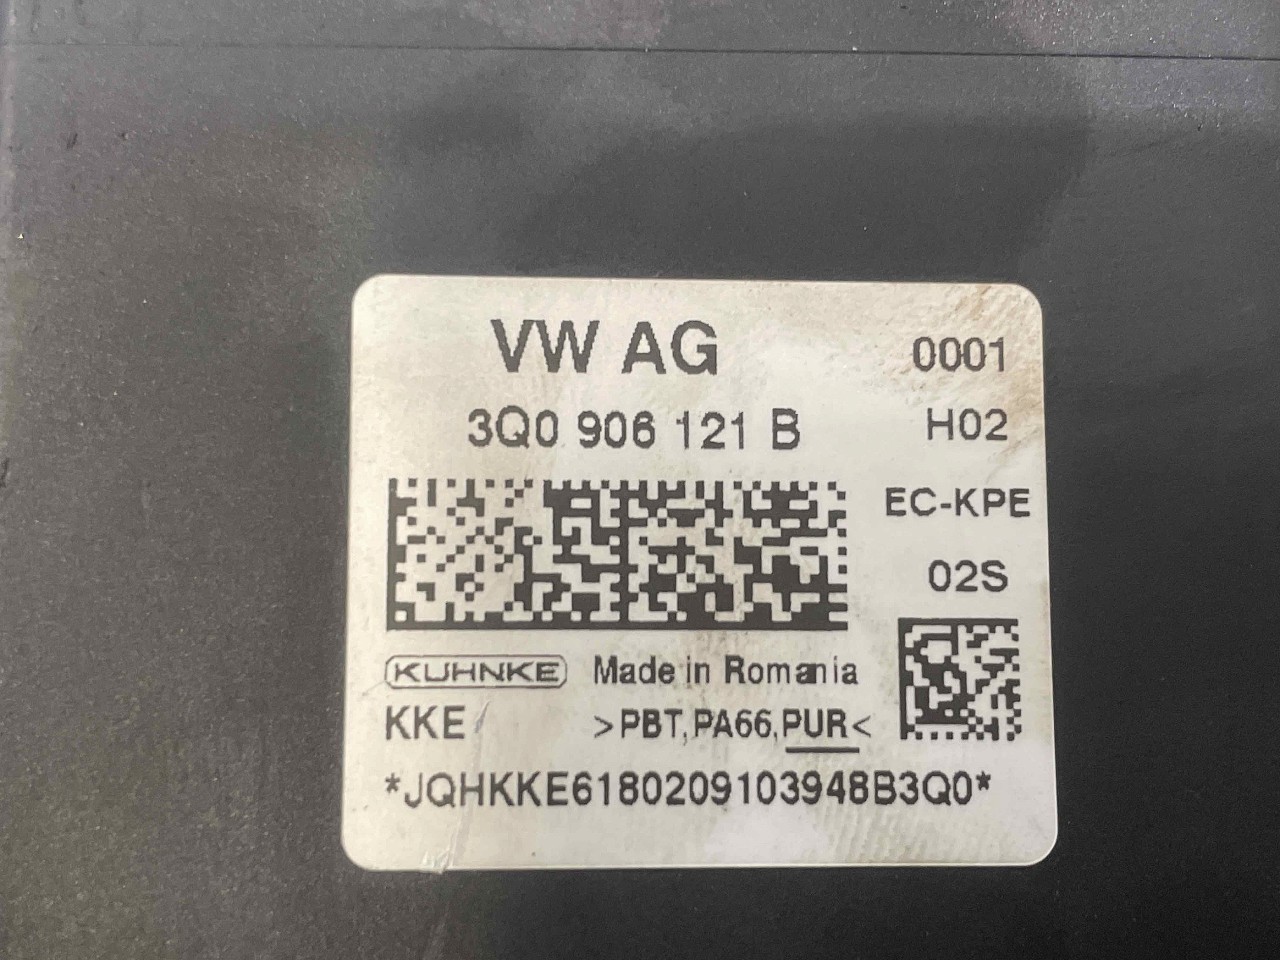 VW AG 0001
3Q0 906 121 B H02
EC-KPE
02S
KUHNKE Made in Romania
KKE >PBT,PA66,PUR<
*JQHKKE6180209103948B3Q0*